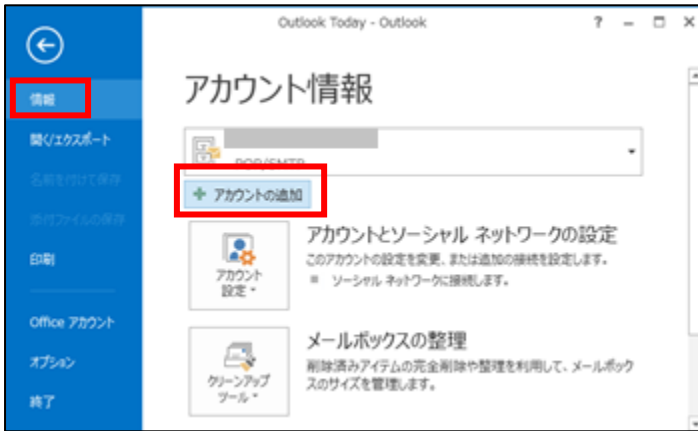 Outlook Today - Outlook
?
情報
開く/エクスポート
名前を付けて保存
添付ファイルの保存
印刷
Office アカウント
オプション
終了
アカウント情報
POP/SMTP
+ アカウントの追加
アカウント
設定
アカウントとソーシャル ネットワークの設定
このアカウントの設定を変更、または追加の接続を設定します。
ソーシャル ネットワークに接続します。
クリーンアップ
ツール
メールボックスの整理
削除済みアイテムの完全削除や整理を利用して、メールボック
スのサイズを管理します。